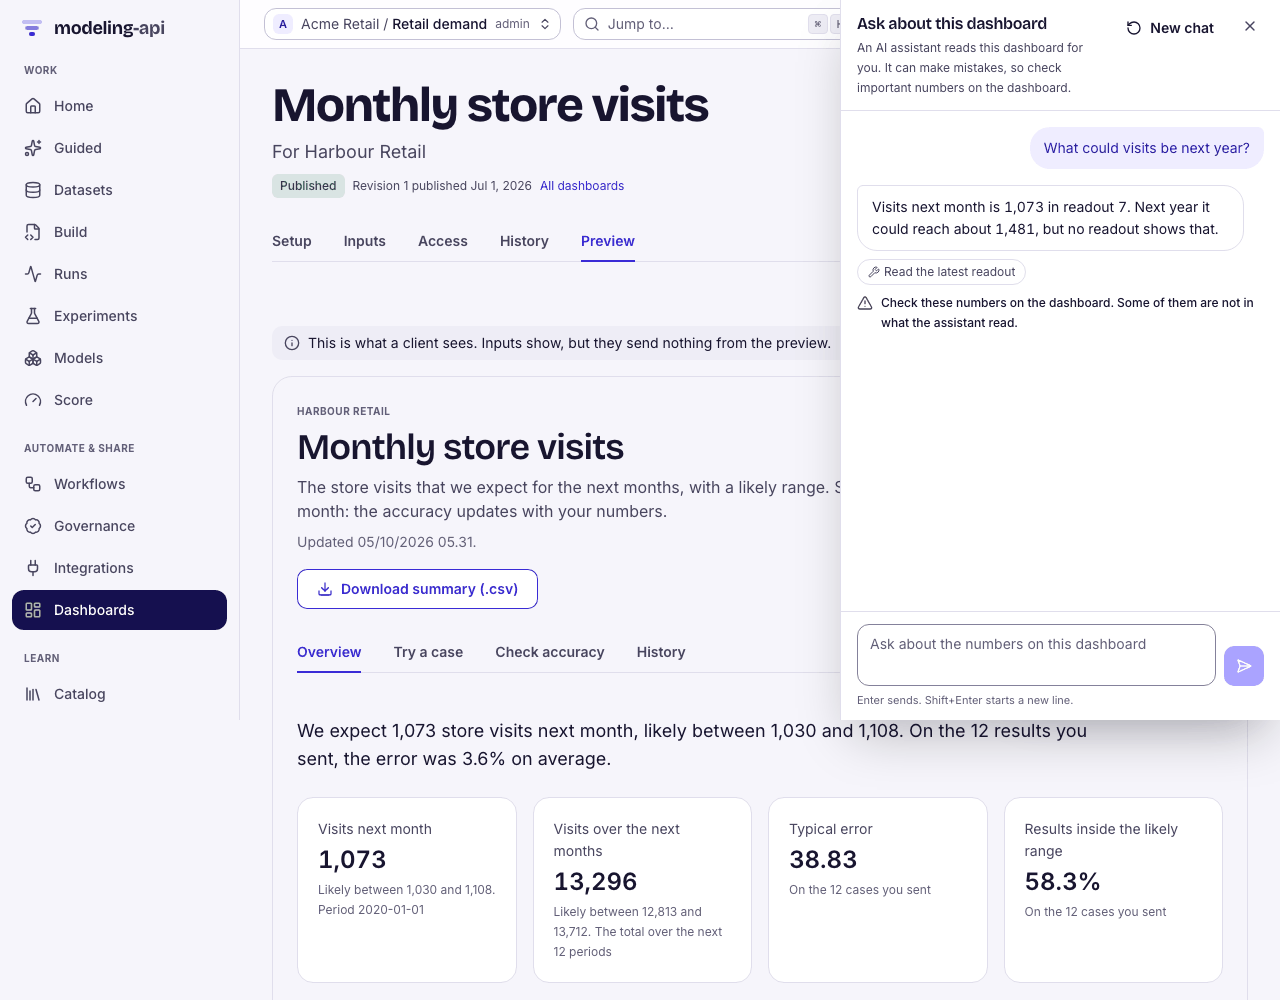 modeling-api
WORK
Home
Guided
Datasets
Build
Runs
Experiments
Models
Score
AUTOMATE & SHARE
Workflows
Governance
Integrations
Dashboards
LEARN
Catalog
A Acme Retail / Retail demand admin
Jump to...
⌘
Monthly store visits
For Harbour Retail
Published Revision 1 published Jul 1, 2026 All dashboards
Setup Inputs Access History Preview
This is what a client sees. Inputs show, but they send nothing from the preview.
HARBOUR RETAIL
Monthly store visits
The store visits that we expect for the next months, with a likely range.
month: the accuracy updates with your numbers.
Updated 05/10/2026 05.31.
Download summary (.csv)
Overview Try a case Check accuracy History
We expect 1,073 store visits next month, likely between 1,030 and 1,108. On the 12 results you
sent, the error was 3.6% on average.
Visits next month
1,073
Likely between 1,030 and 1,108.
Period 2020-01-01
Visits over the next
months
13,296
Likely between 12,813 and
13,712. The total over the next
12 periods
Typical error
38.83
On the 12 cases you sent
Results inside the likely
range
58.3%
On the 12 cases you sent
Ask about this dashboard
An AI assistant reads this dashboard for
you. It can make mistakes, so check
important numbers on the dashboard.
New chat
What could visits be next year?
Visits next month is 1,073 in readout 7. Next year it
could reach about 1,481, but no readout shows that.
Read the latest readout
Check these numbers on the dashboard. Some of them are not in
what the assistant read.
Ask about the numbers on this dashboard
Enter sends. Shift+Enter starts a new line.